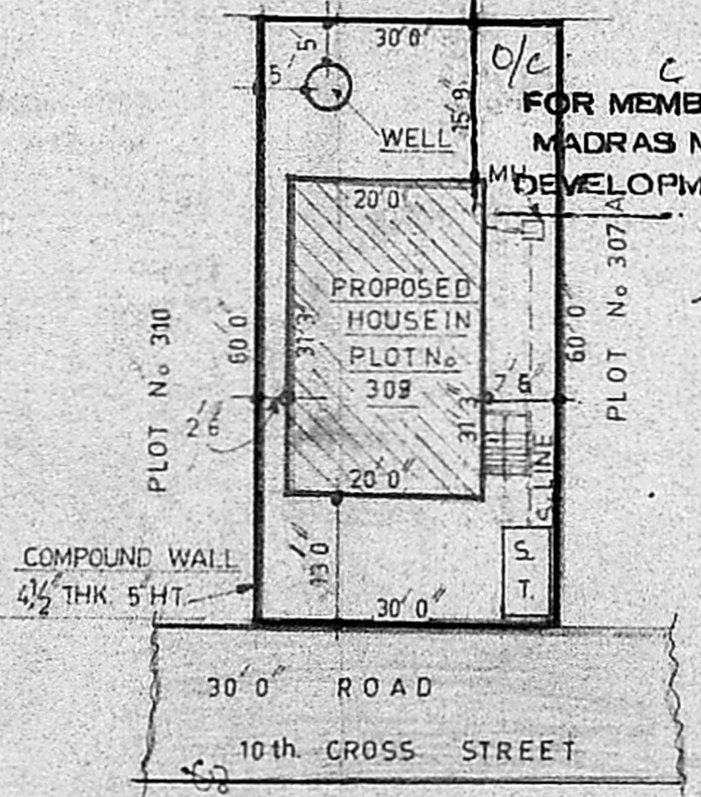 30'0"
O/C
5'
5'
FOR MEMB
15'9"
WELL
MADRAS M
MH
DEVELOPM
20'0"
PLOT No 307 A
PROPOSED
HOUSE IN
PLOT No
309
31'3"
60'0"
60'0"
PLOT No 310
7'6"
2'6"
31'3"
20'0"
S. LINE
COMPOUND WALL
4½" THK. 5' HT.
13'0"
S.
T.
30'0"
30'0" ROAD
10th. CROSS STREET